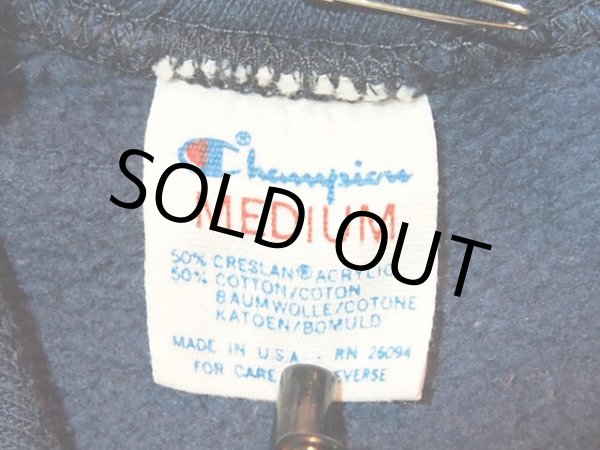 ®
Champion
MEDIUM
SOLD OUT
50% CRESLAN® ACRYLIC
50% COTTON/COTON
BAUMWOLLE/COTONE
KATOEN/BOMULD
MADE IN U.S.A. · RN 26094
FOR CARE REVERSE